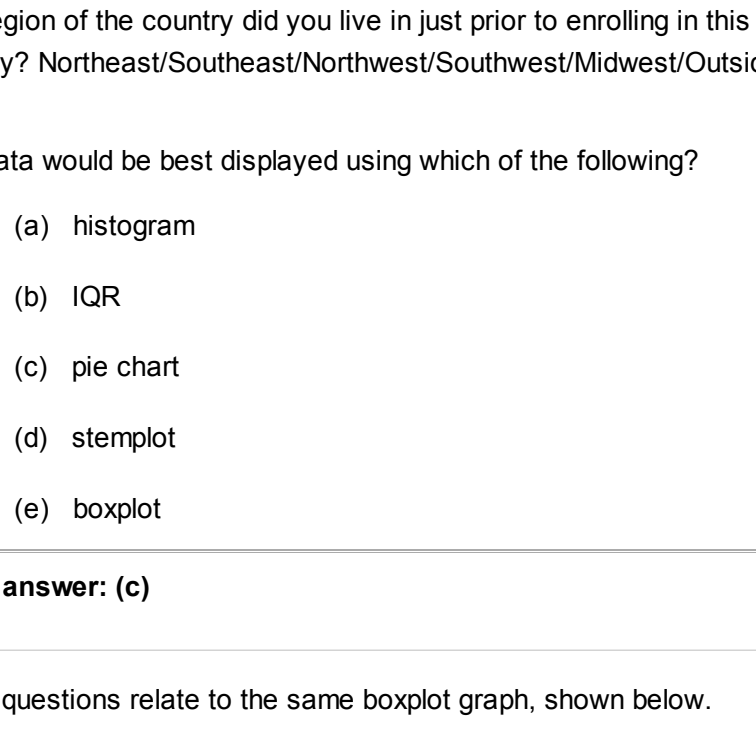 egion of the country did you live in just prior to enrolling in this
y? Northeast/Southeast/Northwest/Southwest/Midwest/Outsid
ata would be best displayed using which of the following?
(a) histogram
(b) IQR
(c) pie chart
(d) stemplot
(e) boxplot
answer: (c)
questions relate to the same boxplot graph, shown below.